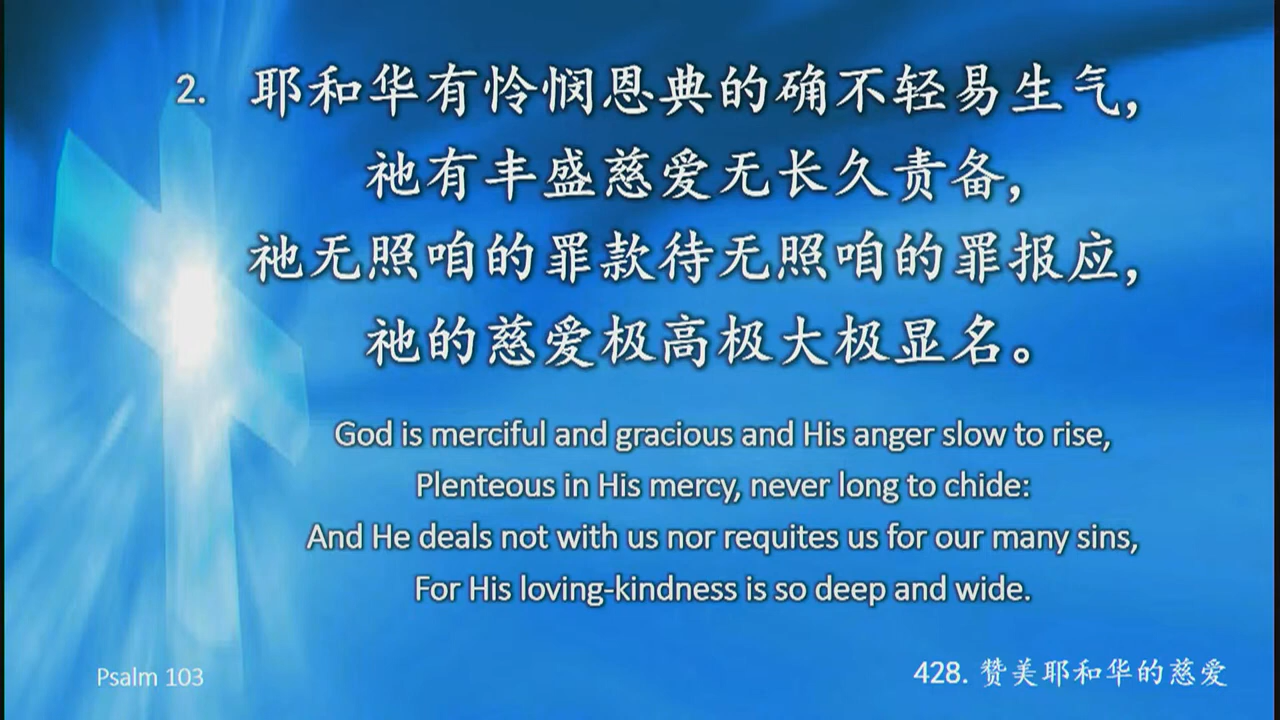 2. 耶和华有怜悯恩典的确不轻易生气,
祂有丰盛慈爱无长久责备,
祂无照咱的罪款待无照咱的罪报应,
祂的慈爱极高极大极显名。
God is merciful and gracious and His anger slow to rise,
Plenteous in His mercy, never long to chide:
And He deals not with us nor requites us for our many sins,
For His loving-kindness is so deep and wide.
Psalm 103
428. 赞美耶和华的慈爱